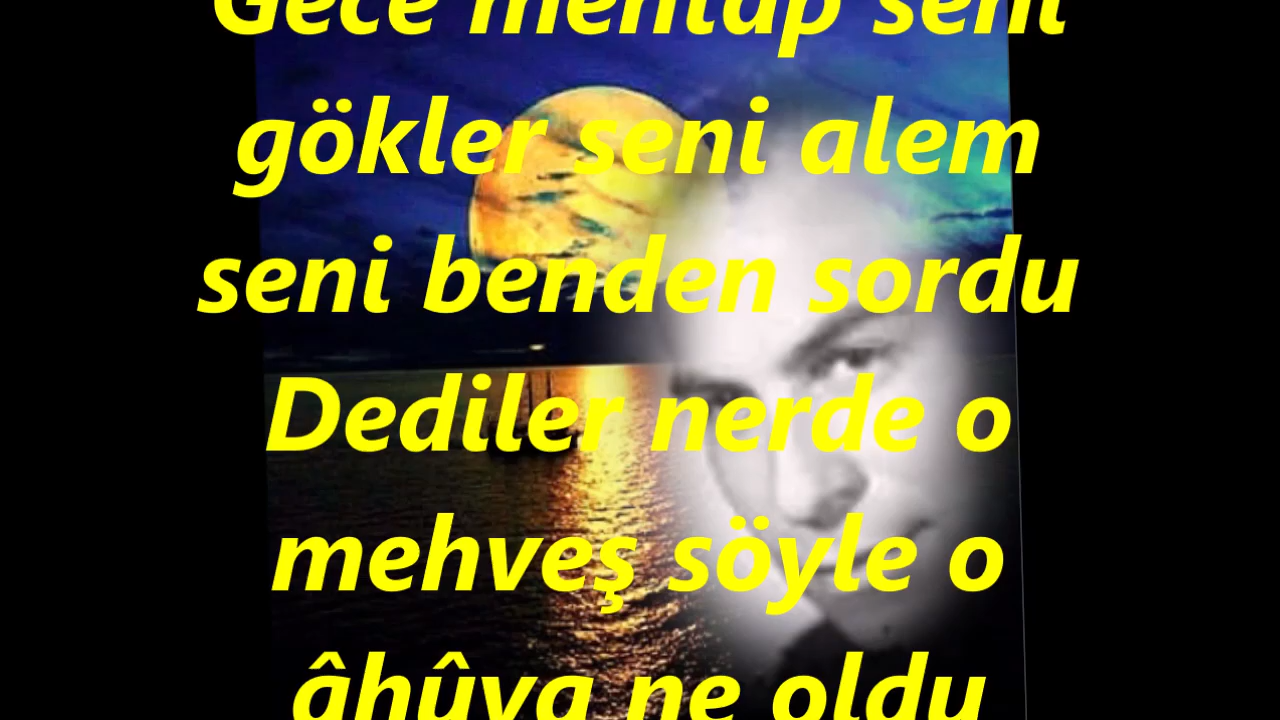 Gece mehtap seni
gökler seni alem
seni benden sordu
Dediler nerde o
mehveş söyle o
âhûya ne oldu